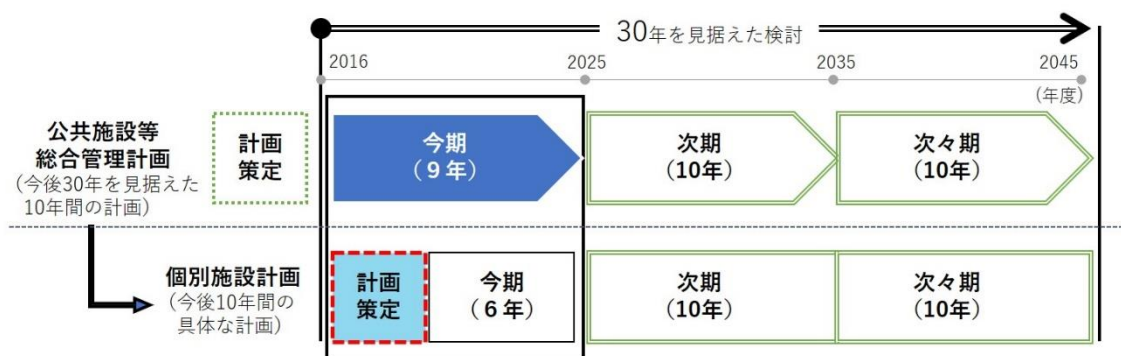 30年を見据えた検討
2016
2025
2035
2045
(年度)
公共施設等
総合管理計画
(今後30年を見据えた
10年間の計画)
計画
策定
今期
(9年)
次期
(10年)
次々期
(10年)
個別施設計画
(今後10年間の
具体な計画)
計画
策定
今期
(6年)
次期
(10年)
次々期
(10年)